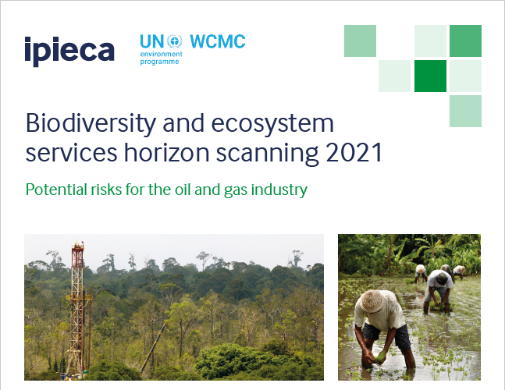 ipieca
UN WCMC
environment
programme
Biodiversity and ecosystem
services horizon scanning 2021
Potential risks for the oil and gas industry